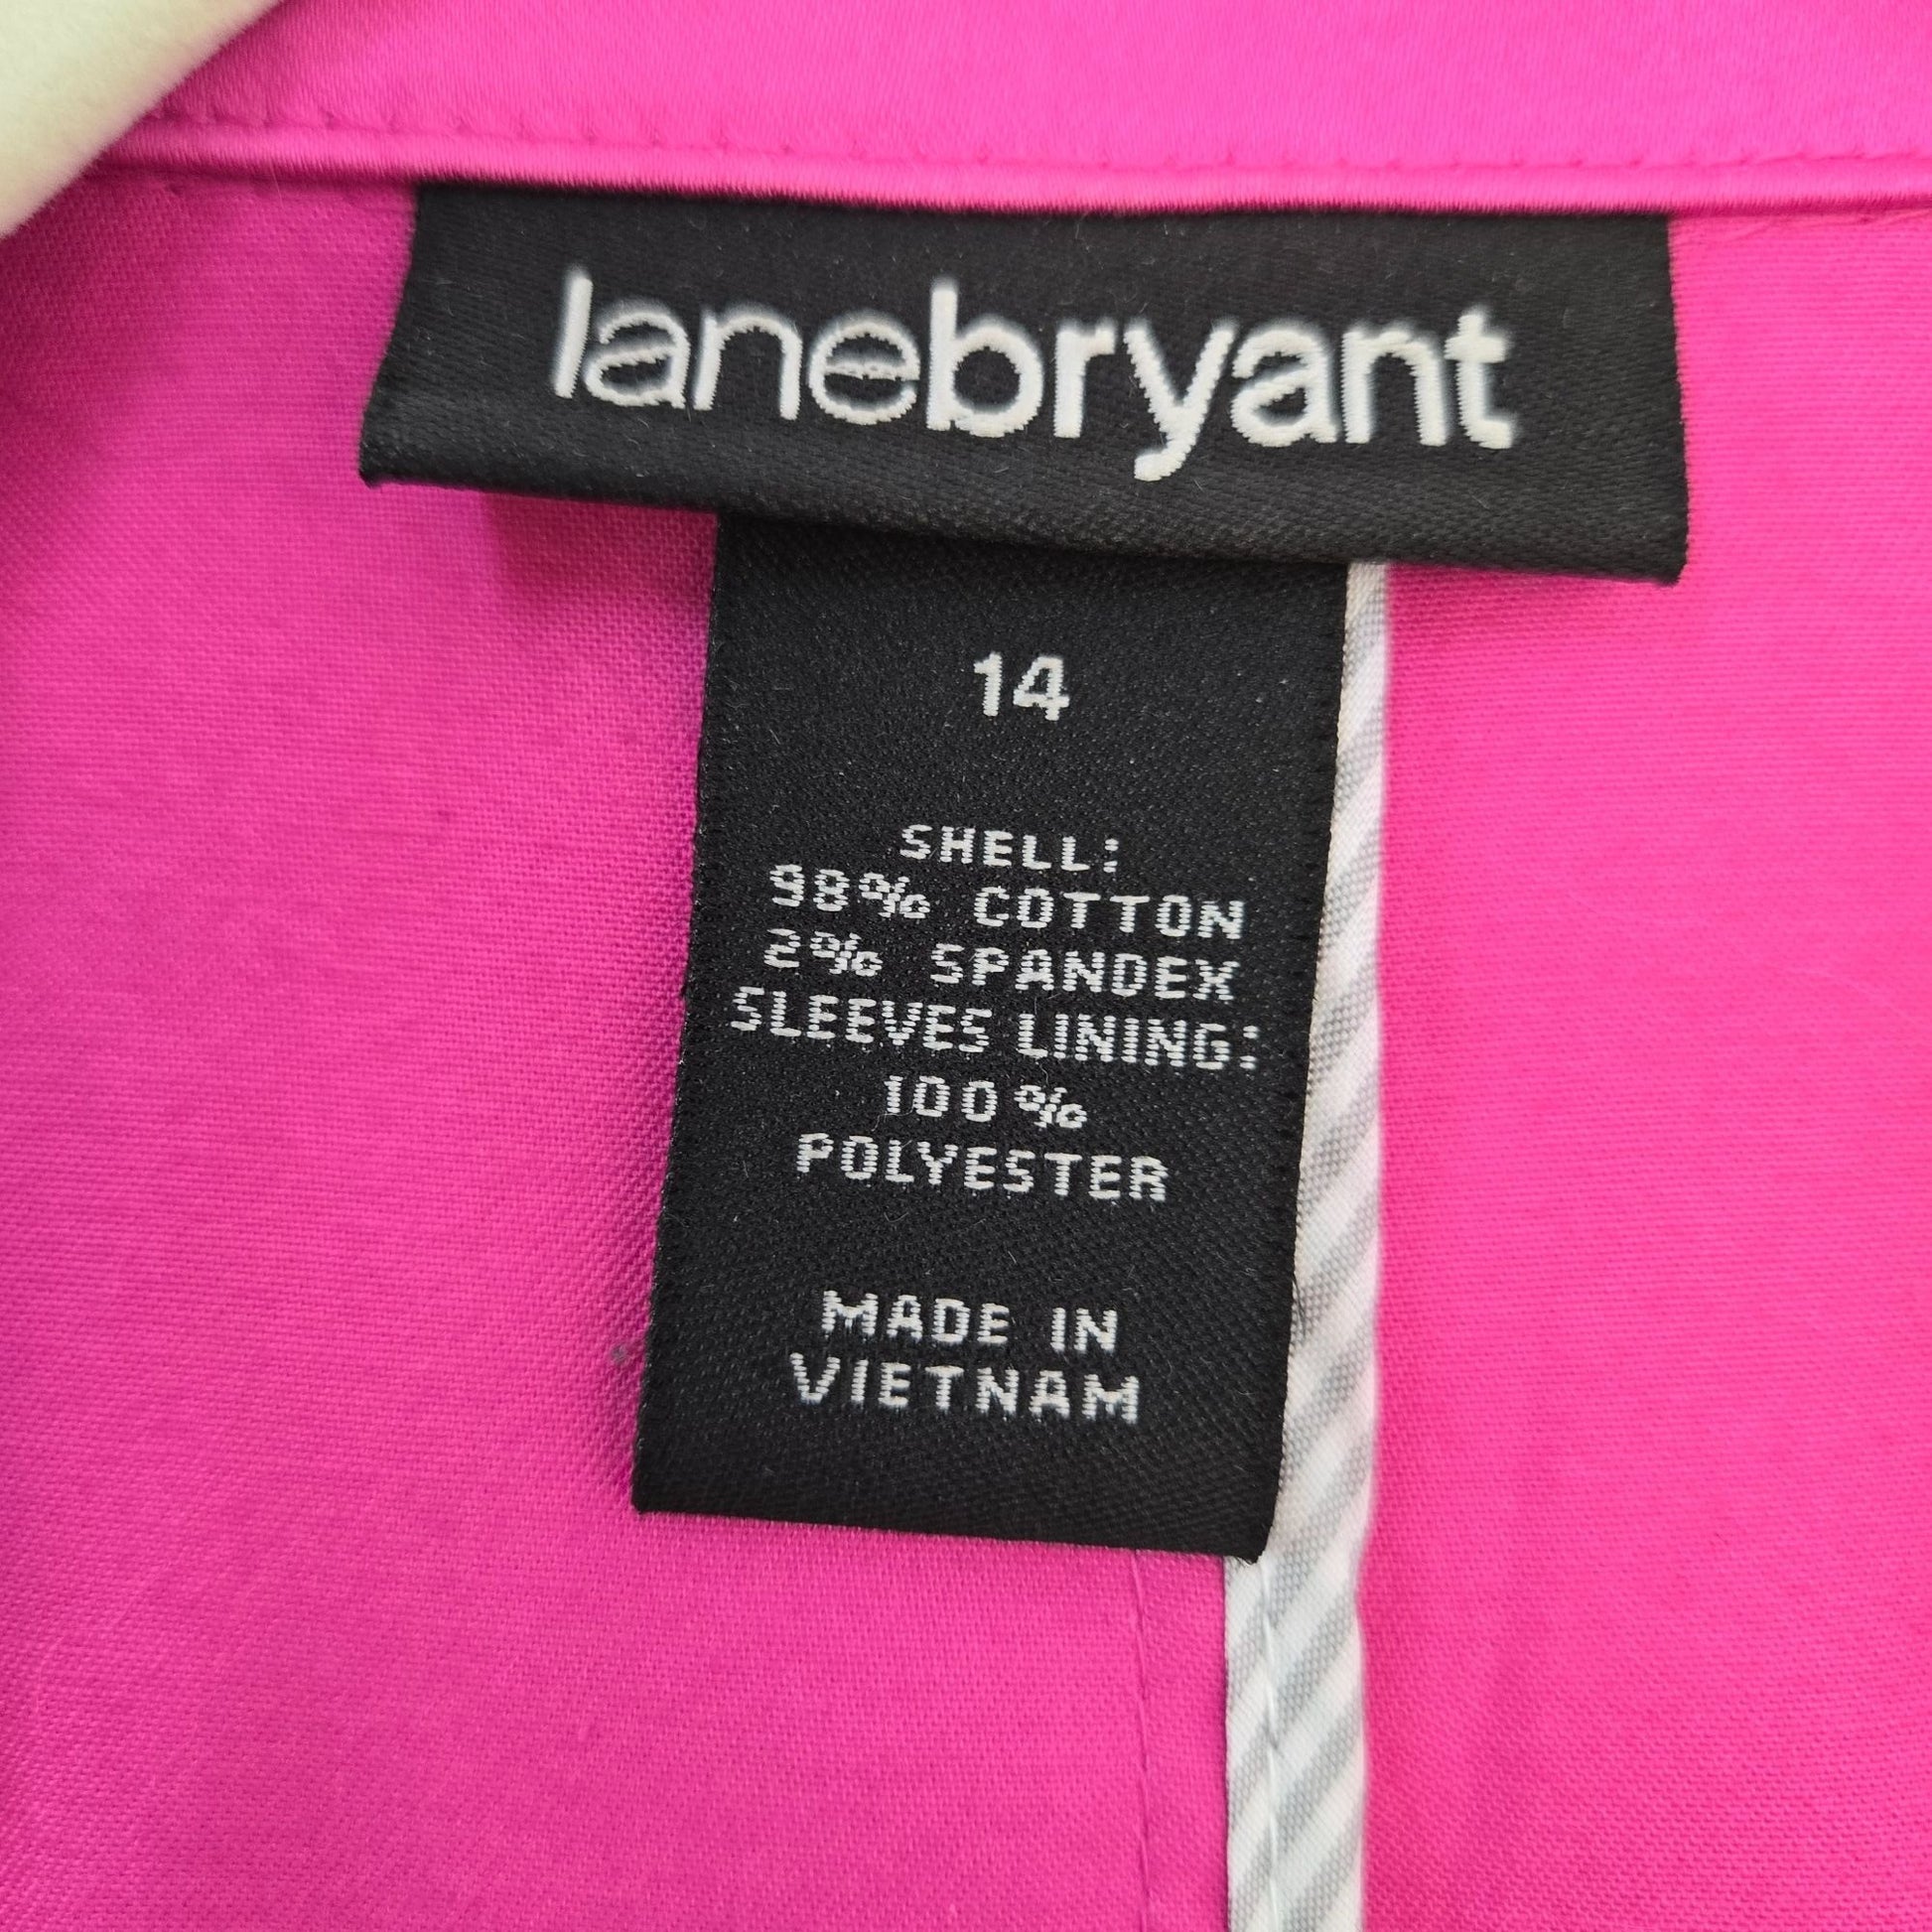 lanebryant
14
SHELL:
98% COTTON
2% SPANDEX
SLEEVES LINING:
100%
POLYESTER
MADE IN
VIETNAM